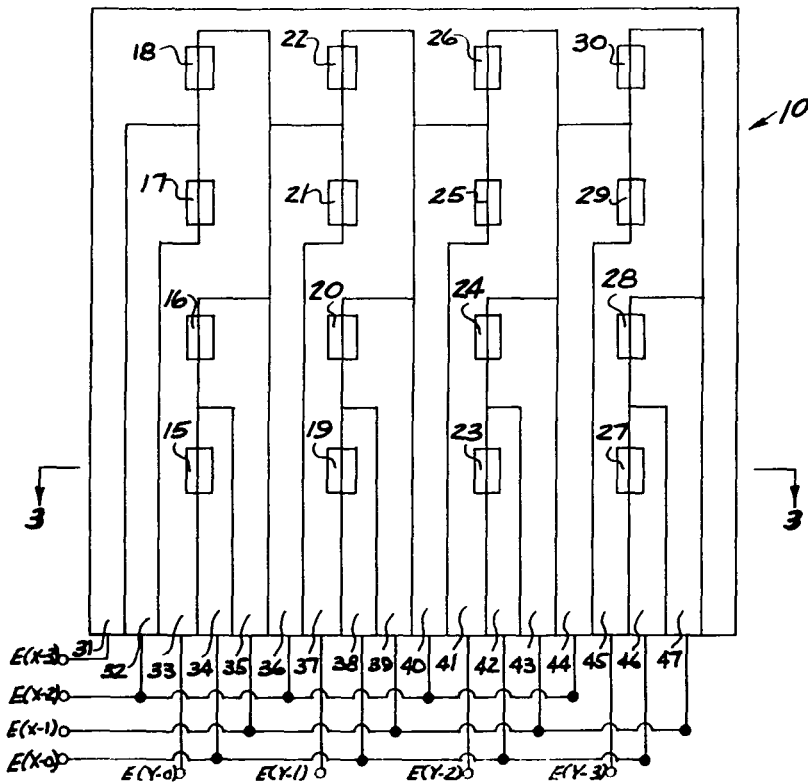 18 22 26 30
10
17 21 25 29
16 20 24 28
15 19 23 27
3 3
E(X-3) 31 32 33 34 35 36 37 38 39 40 41 42 43 44 45 46 47
E(X-2)
E(X-1)
E(X-0) E(Y-0) E(Y-1) E(Y-2) E(Y-3)